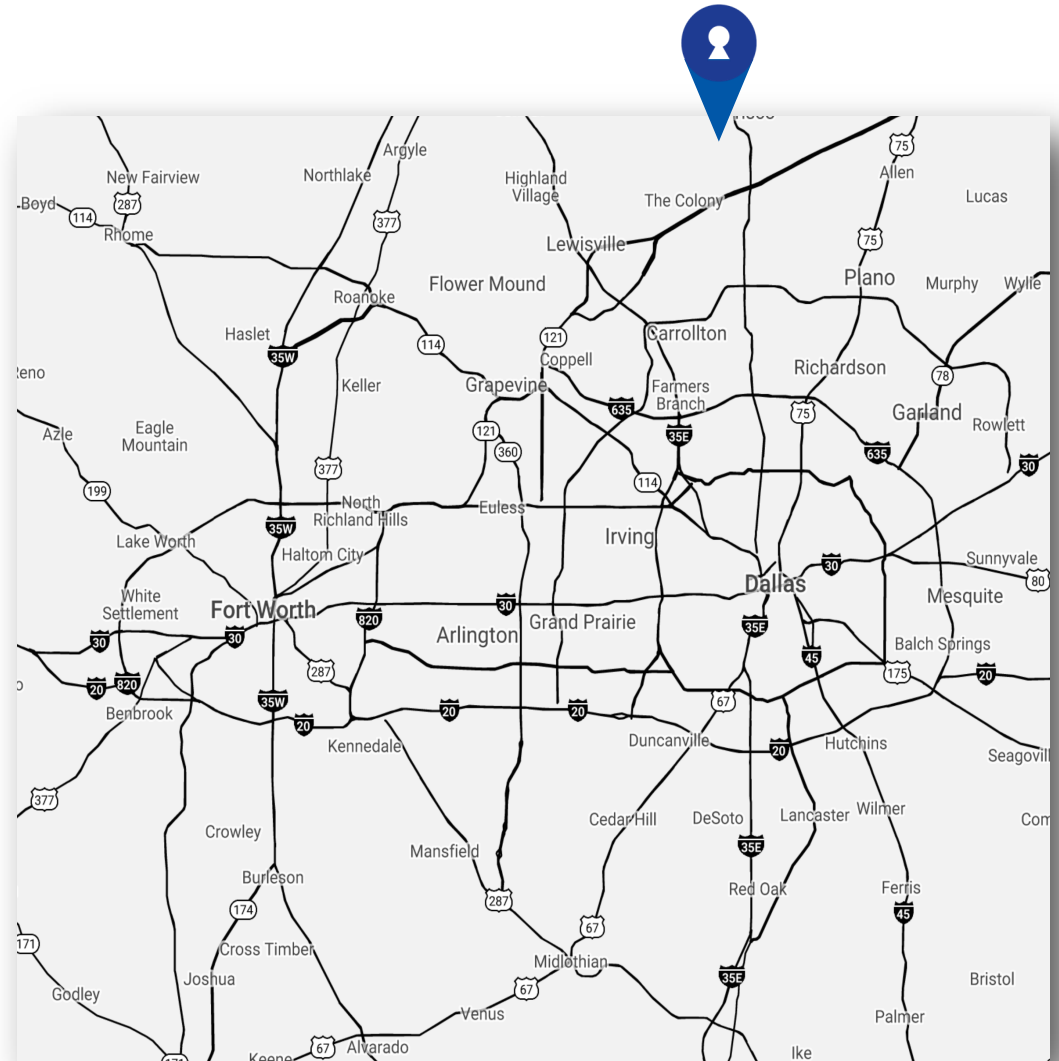 Argyle
75
New Fairview
Northlake
Highland
Village
Allen
Boyd
114
287
377
The Colony
Lucas
Rhome
75
Lewisville
Flower Mound
Plano
Murphy
Wylie
Roanoke
Haslet
121
Carrollton
35W
114
Coppell
Richardson
78
Keller
Grapevine
Farmers
Branch
635
75
Garland
Rowlett
Azle
Eagle
Mountain
121
35E
360
635
30
377
199
114
North
Richland Hills
Euless
35W
Lake Worth
Haltom City
Irving
Sunnyvale
30
80
Dallas
White
Settlement
Fort Worth
30
Mesquite
820
Grand Prairie
35E
Arlington
30
30
Balch Springs
45
287
175
20
820
20
35W
67
Benbrook
20
20
20
Kennedale
Duncanville
20
Hutchins
Seagovil
377
Crowley
Cedar Hill
DeSoto
Lancaster
Wilmer
Com
Mansfield
35E
Burleson
Red Oak
Ferris
287
174
45
67
171
Cross Timber
Midlothian
35E
Joshua
67
Godley
Bristol
Venus
Palmer
67
Alvarado
Keene
Ike